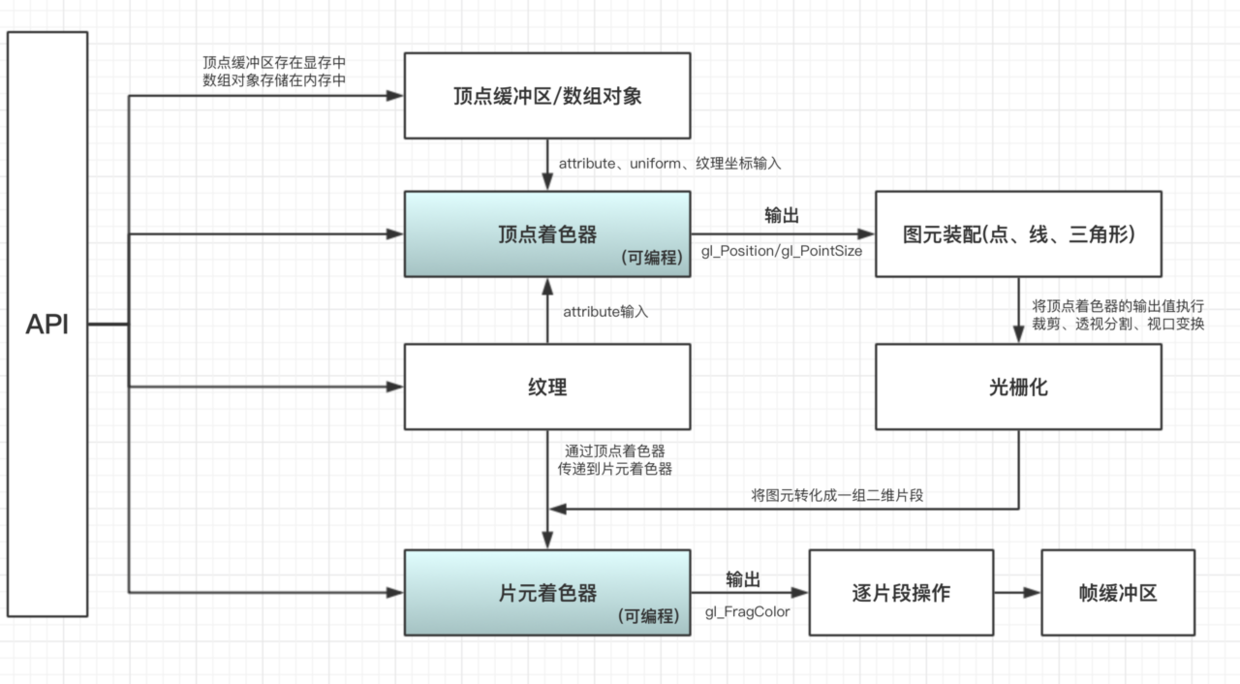 API
顶点缓冲区存在显存中
数组对象存储在内存中
顶点缓冲区/数组对象
attribute、uniform、纹理坐标输入
顶点着色器
(可编程)
输出
gl_Position/gl_PointSize
图元装配(点、线、三角形)
attribute输入
将顶点着色器的输出值执行
裁剪、透视分割、视口变换
纹理
光栅化
通过顶点着色器
传递到片元着色器
将图元转化成一组二维片段
片元着色器
(可编程)
输出
gl_FragColor
逐片段操作
帧缓冲区